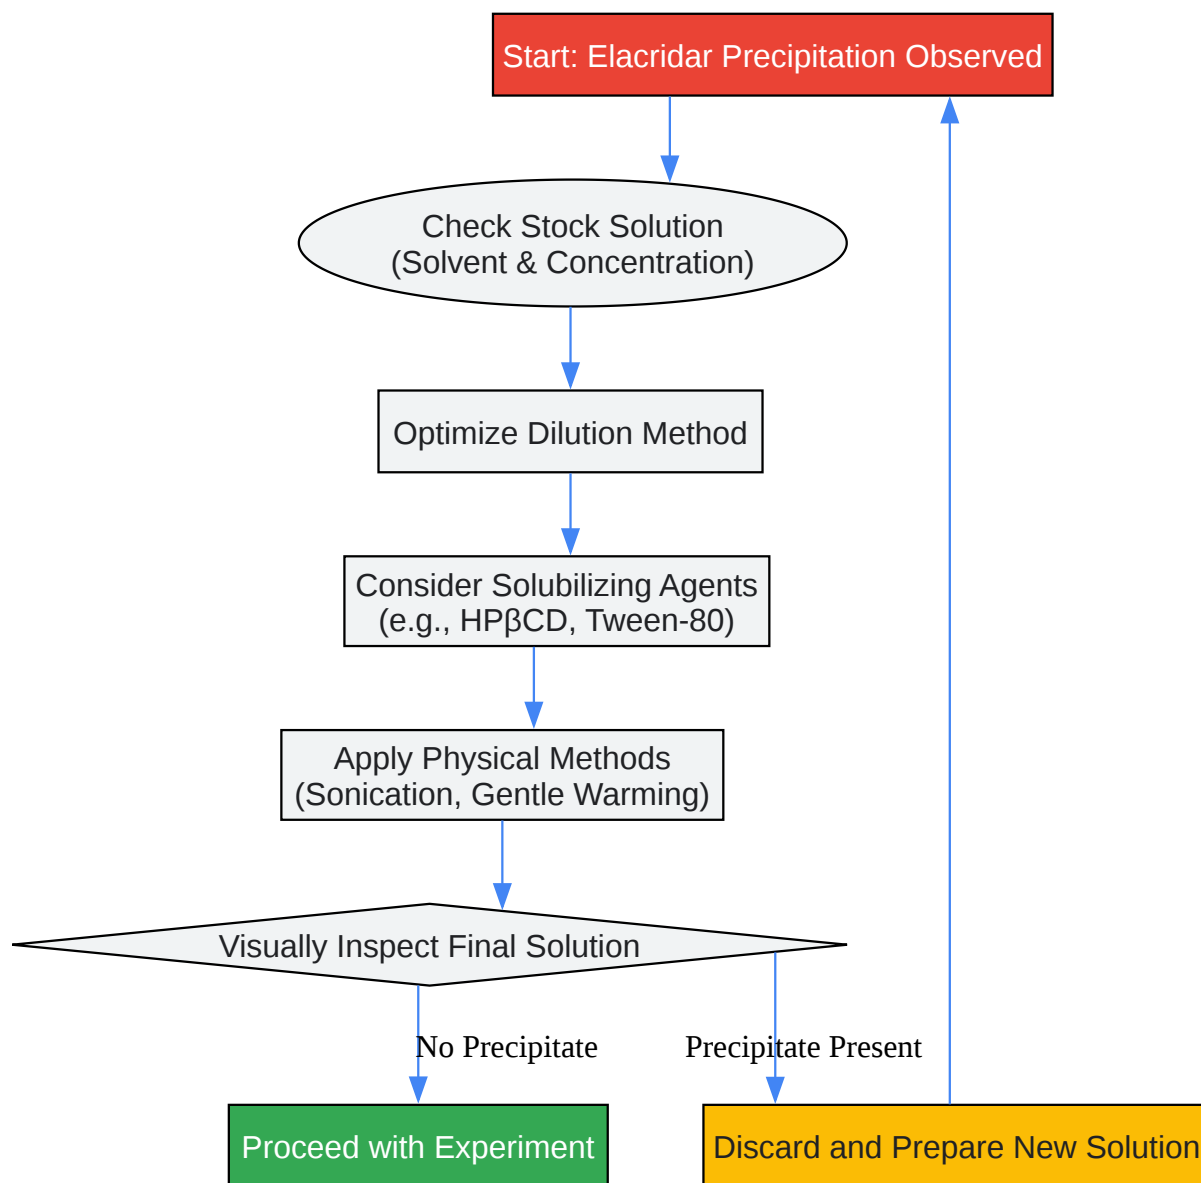 Start: Elacridar Precipitation Observed
Check Stock Solution
(Solvent & Concentration)
Optimize Dilution Method
Consider Solubilizing Agents
(e.g., HPβCD, Tween-80)
Apply Physical Methods
(Sonication, Gentle Warming)
Visually Inspect Final Solution
No Precipitate
Precipitate Present
Proceed with Experiment
Discard and Prepare New Solution